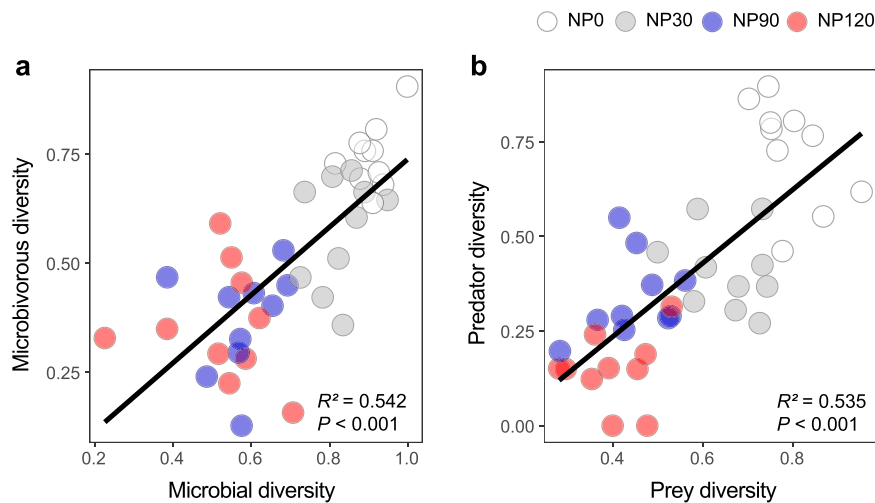 NP0 NP30 NP90 NP120
a
Microbivorous diversity
0.75
0.50
0.25
R² = 0.542
P < 0.001
0.2 0.4 0.6 0.8 1.0
Microbial diversity
b
Predator diversity
0.75
0.50
0.25
0.00
R² = 0.535
P < 0.001
0.4 0.6 0.8
Prey diversity